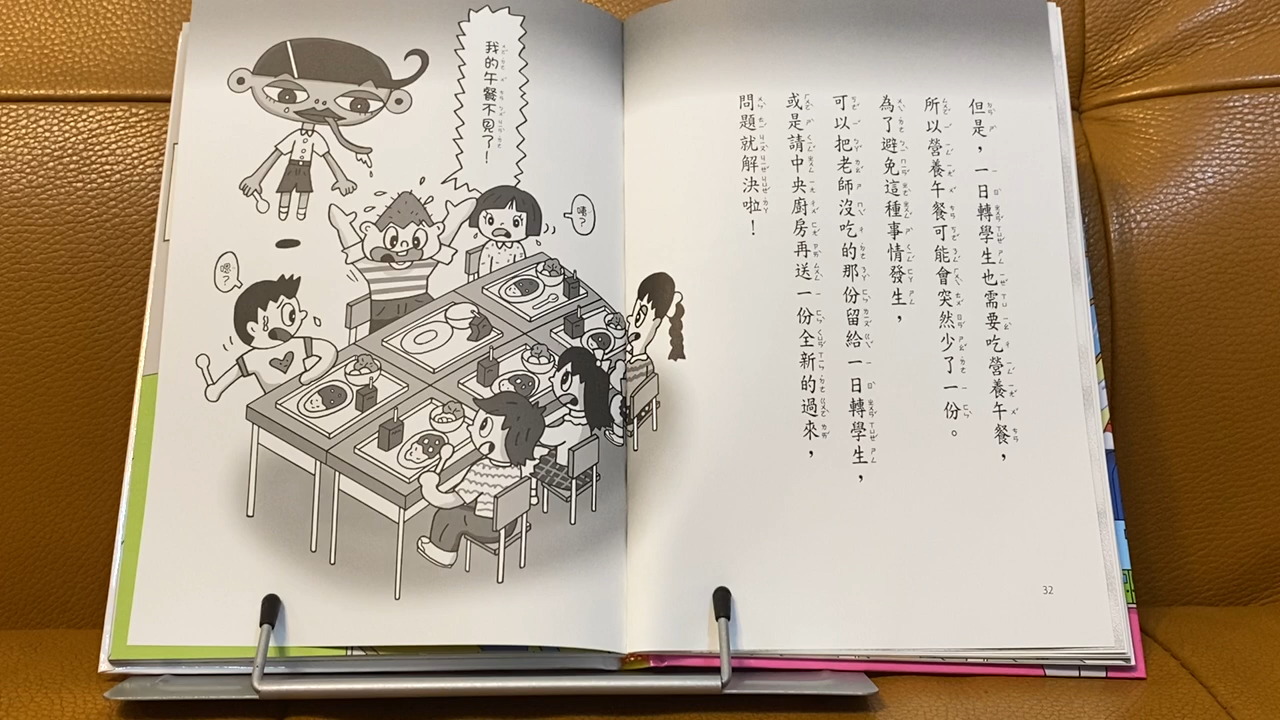 但是，一日轉學生也需要吃營養午餐，
所以營養午餐可能會突然少了一份。
為了避免這種事情發生，
可以把老師沒吃的那份留給一日轉學生，
或是請中央廚房再送一份全新的過來，
問題就解決啦！
32
我的午餐不見了！
唔？
嗯？